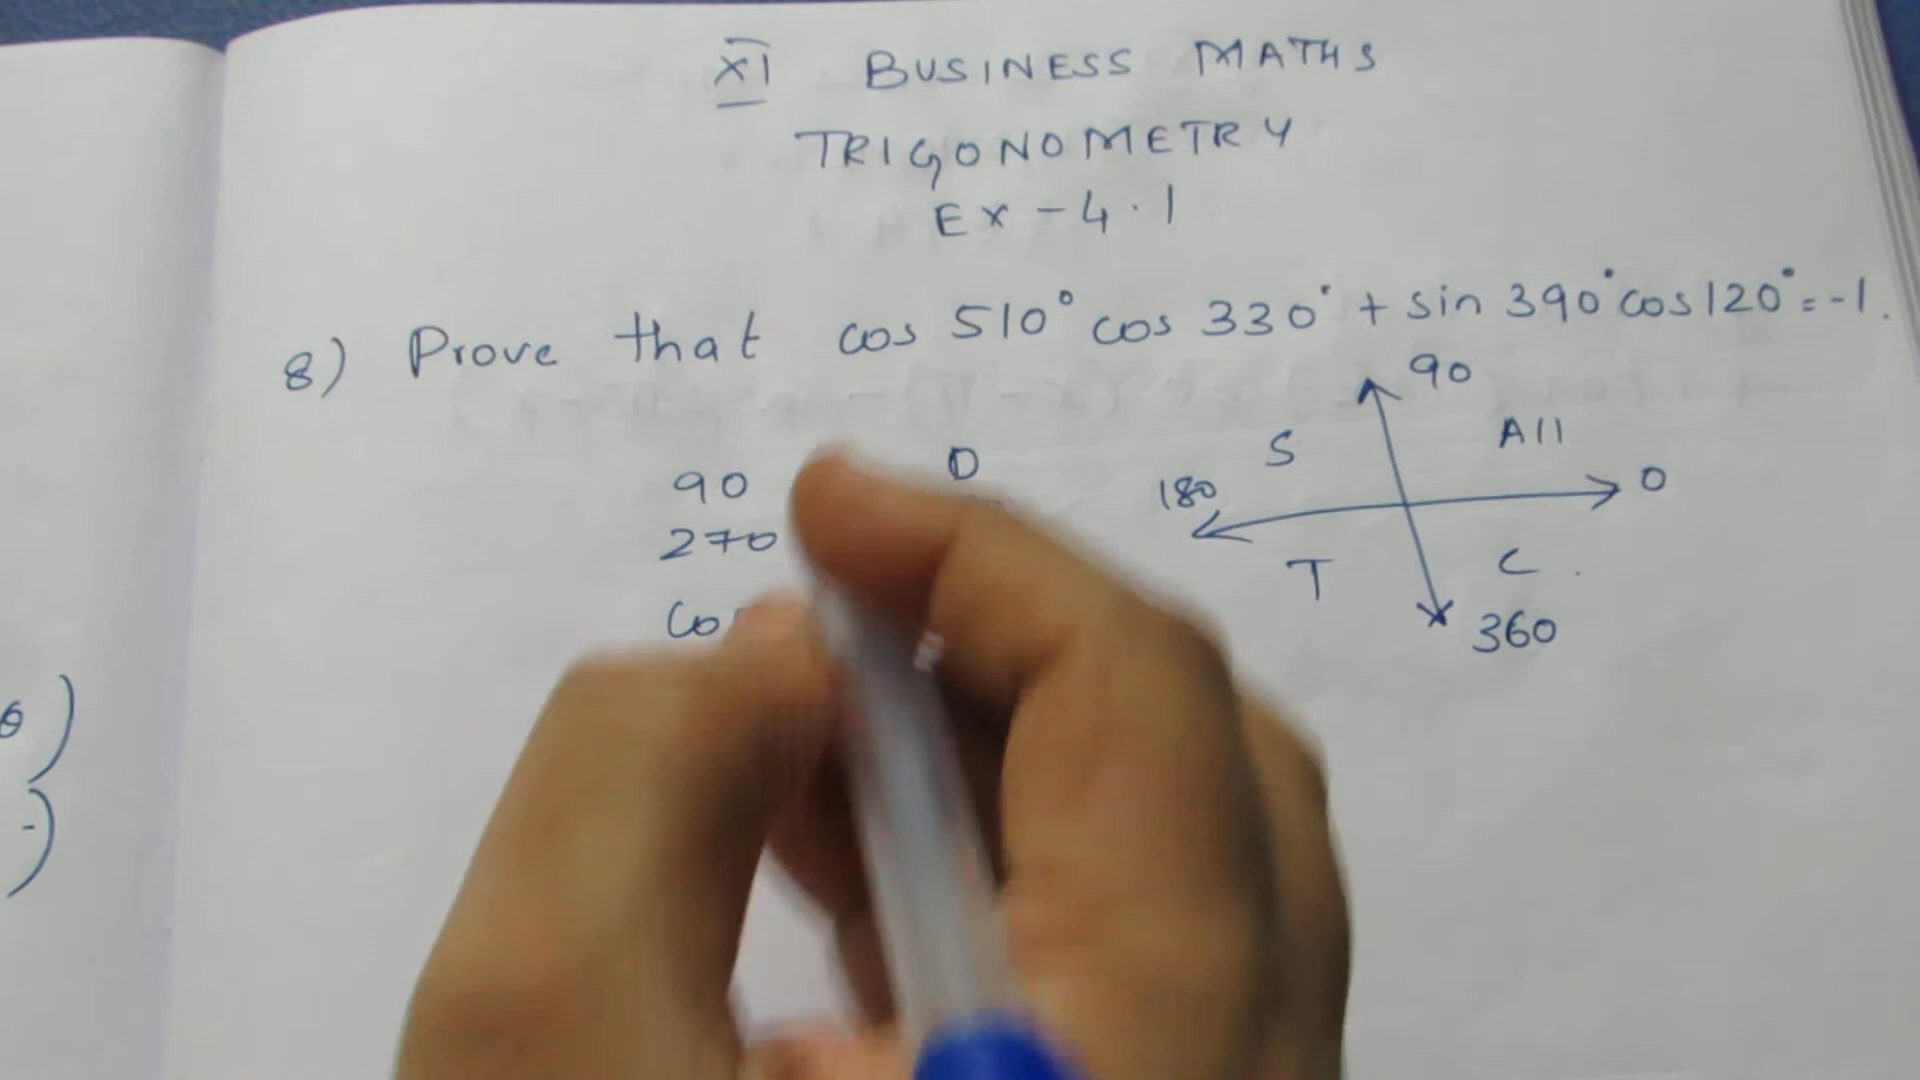 XI BUSINESS MATHS
TRIGONOMETRY
Ex - 4.1
8) Prove that cos 510° cos 330° + sin 390° cos 120° = -1.
90
S All
90 0
180 0
270
T C
Co
360
θ)
-)